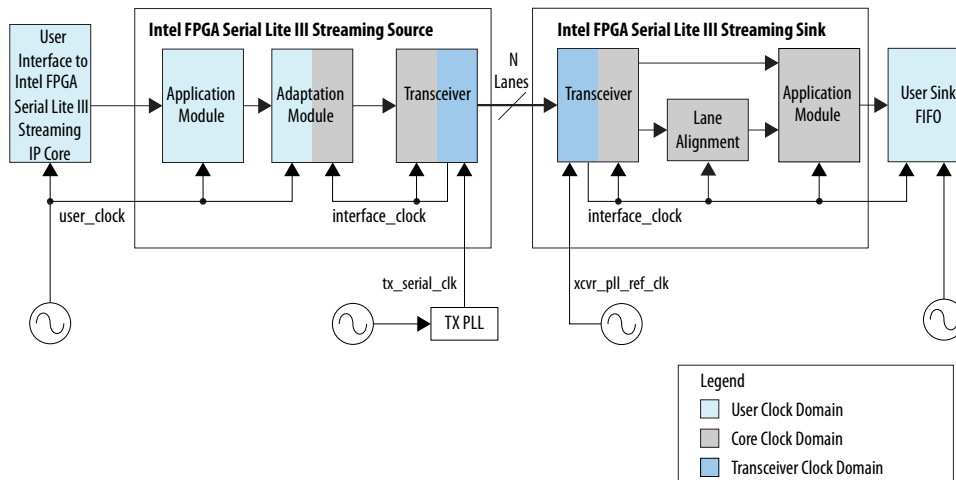 User
Interface to
Intel FPGA
Serial Lite III
Streaming
IP Core
Intel FPGA Serial Lite III Streaming Source
Application
Module
Adaptation
Module
Transceiver
N
Lanes
Intel FPGA Serial Lite III Streaming Sink
Transceiver
Lane
Alignment
Application
Module
User Sink
FIFO
user_clock
interface_clock
interface_clock
tx_serial_clk
xcvr_pll_ref_clk
TX PLL
Legend
User Clock Domain
Core Clock Domain
Transceiver Clock Domain